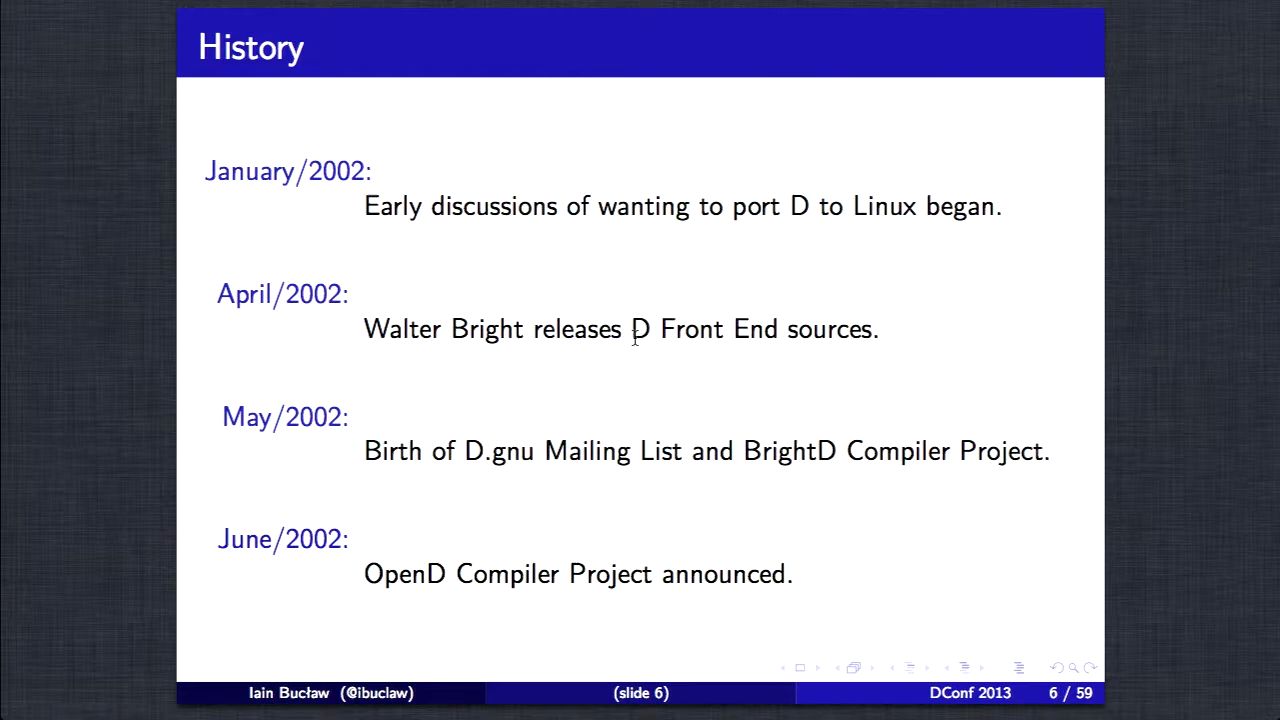 History
January/2002:
Early discussions of wanting to port D to Linux began.
April/2002:
Walter Bright releases D Front End sources.
May/2002:
Birth of D.gnu Mailing List and BrightD Compiler Project.
June/2002:
OpenD Compiler Project announced.
Iain Bucław (@ibuclaw) (slide 6) DConf 2013 6 / 59